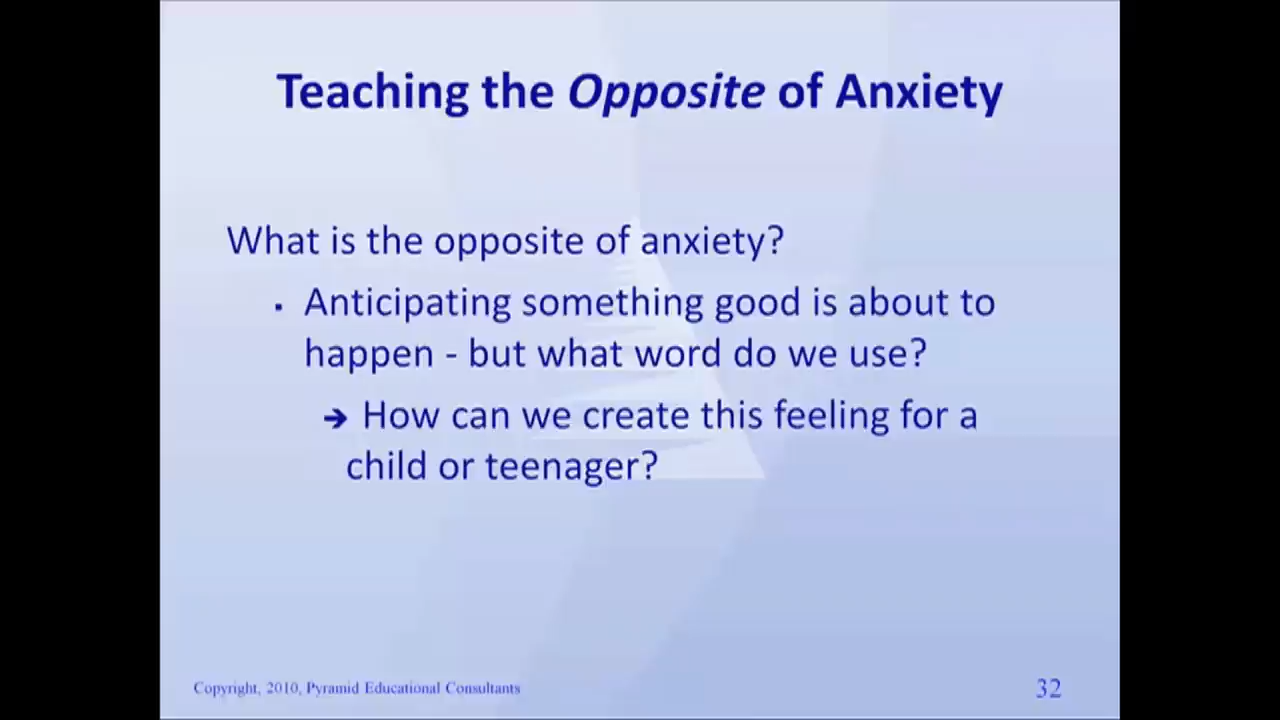 Teaching the Opposite of Anxiety
What is the opposite of anxiety?
▪ Anticipating something good is about to
happen - but what word do we use?
➔ How can we create this feeling for a
child or teenager?
Copyright, 2010, Pyramid Educational Consultants
32